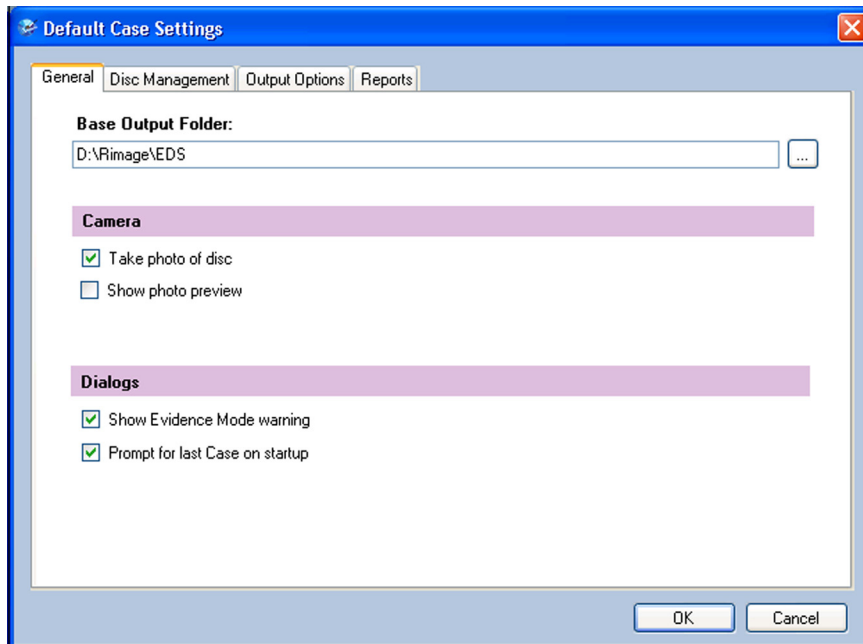 Default Case Settings
General Disc Management Output Options Reports
Base Output Folder:
D:\Rimage\EDS ...
Camera
Take photo of disc
Show photo preview
Dialogs
Show Evidence Mode warning
Prompt for last Case on startup
OK Cancel